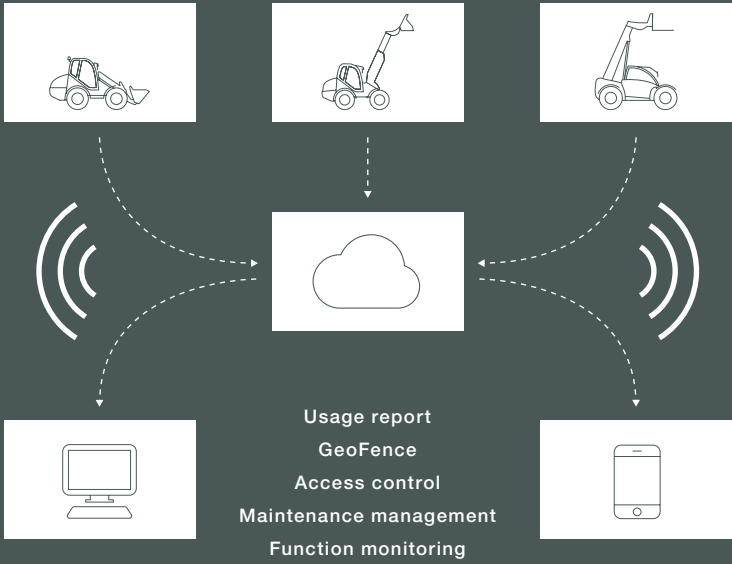 Usage report
GeoFence
Access control
Maintenance management
Function monitoring